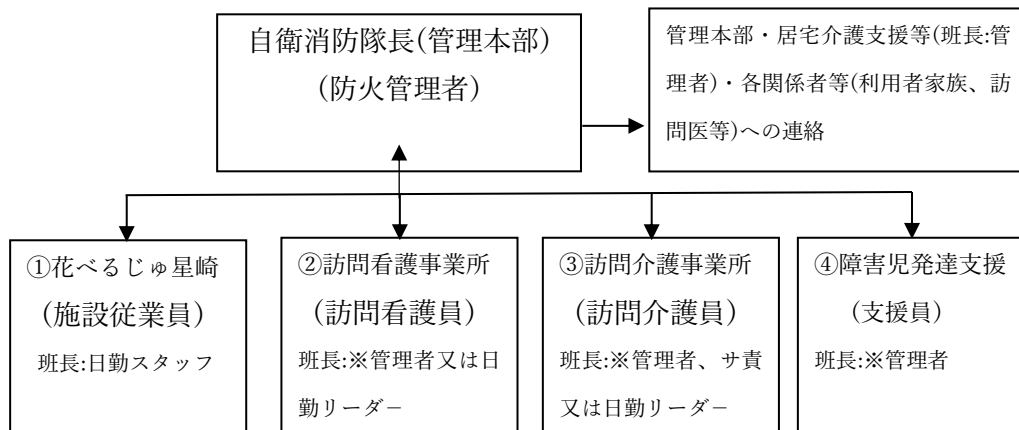 自衛消防隊長(管理本部)
(防火管理者)
管理本部・居宅介護支援等(班長:管
理者)・各関係者等(利用者家族、訪
問医等)への連絡
①花べるじゅ星崎
(施設従業員)
班長:日勤スタッフ
②訪問看護事業所
(訪問看護員)
班長:※管理者又は日
勤リーダ－
③訪問介護事業所
(訪問介護員)
班長:※管理者、サ責
又は日勤リーダ－
④障害児発達支援
(支援員)
班長:※管理者